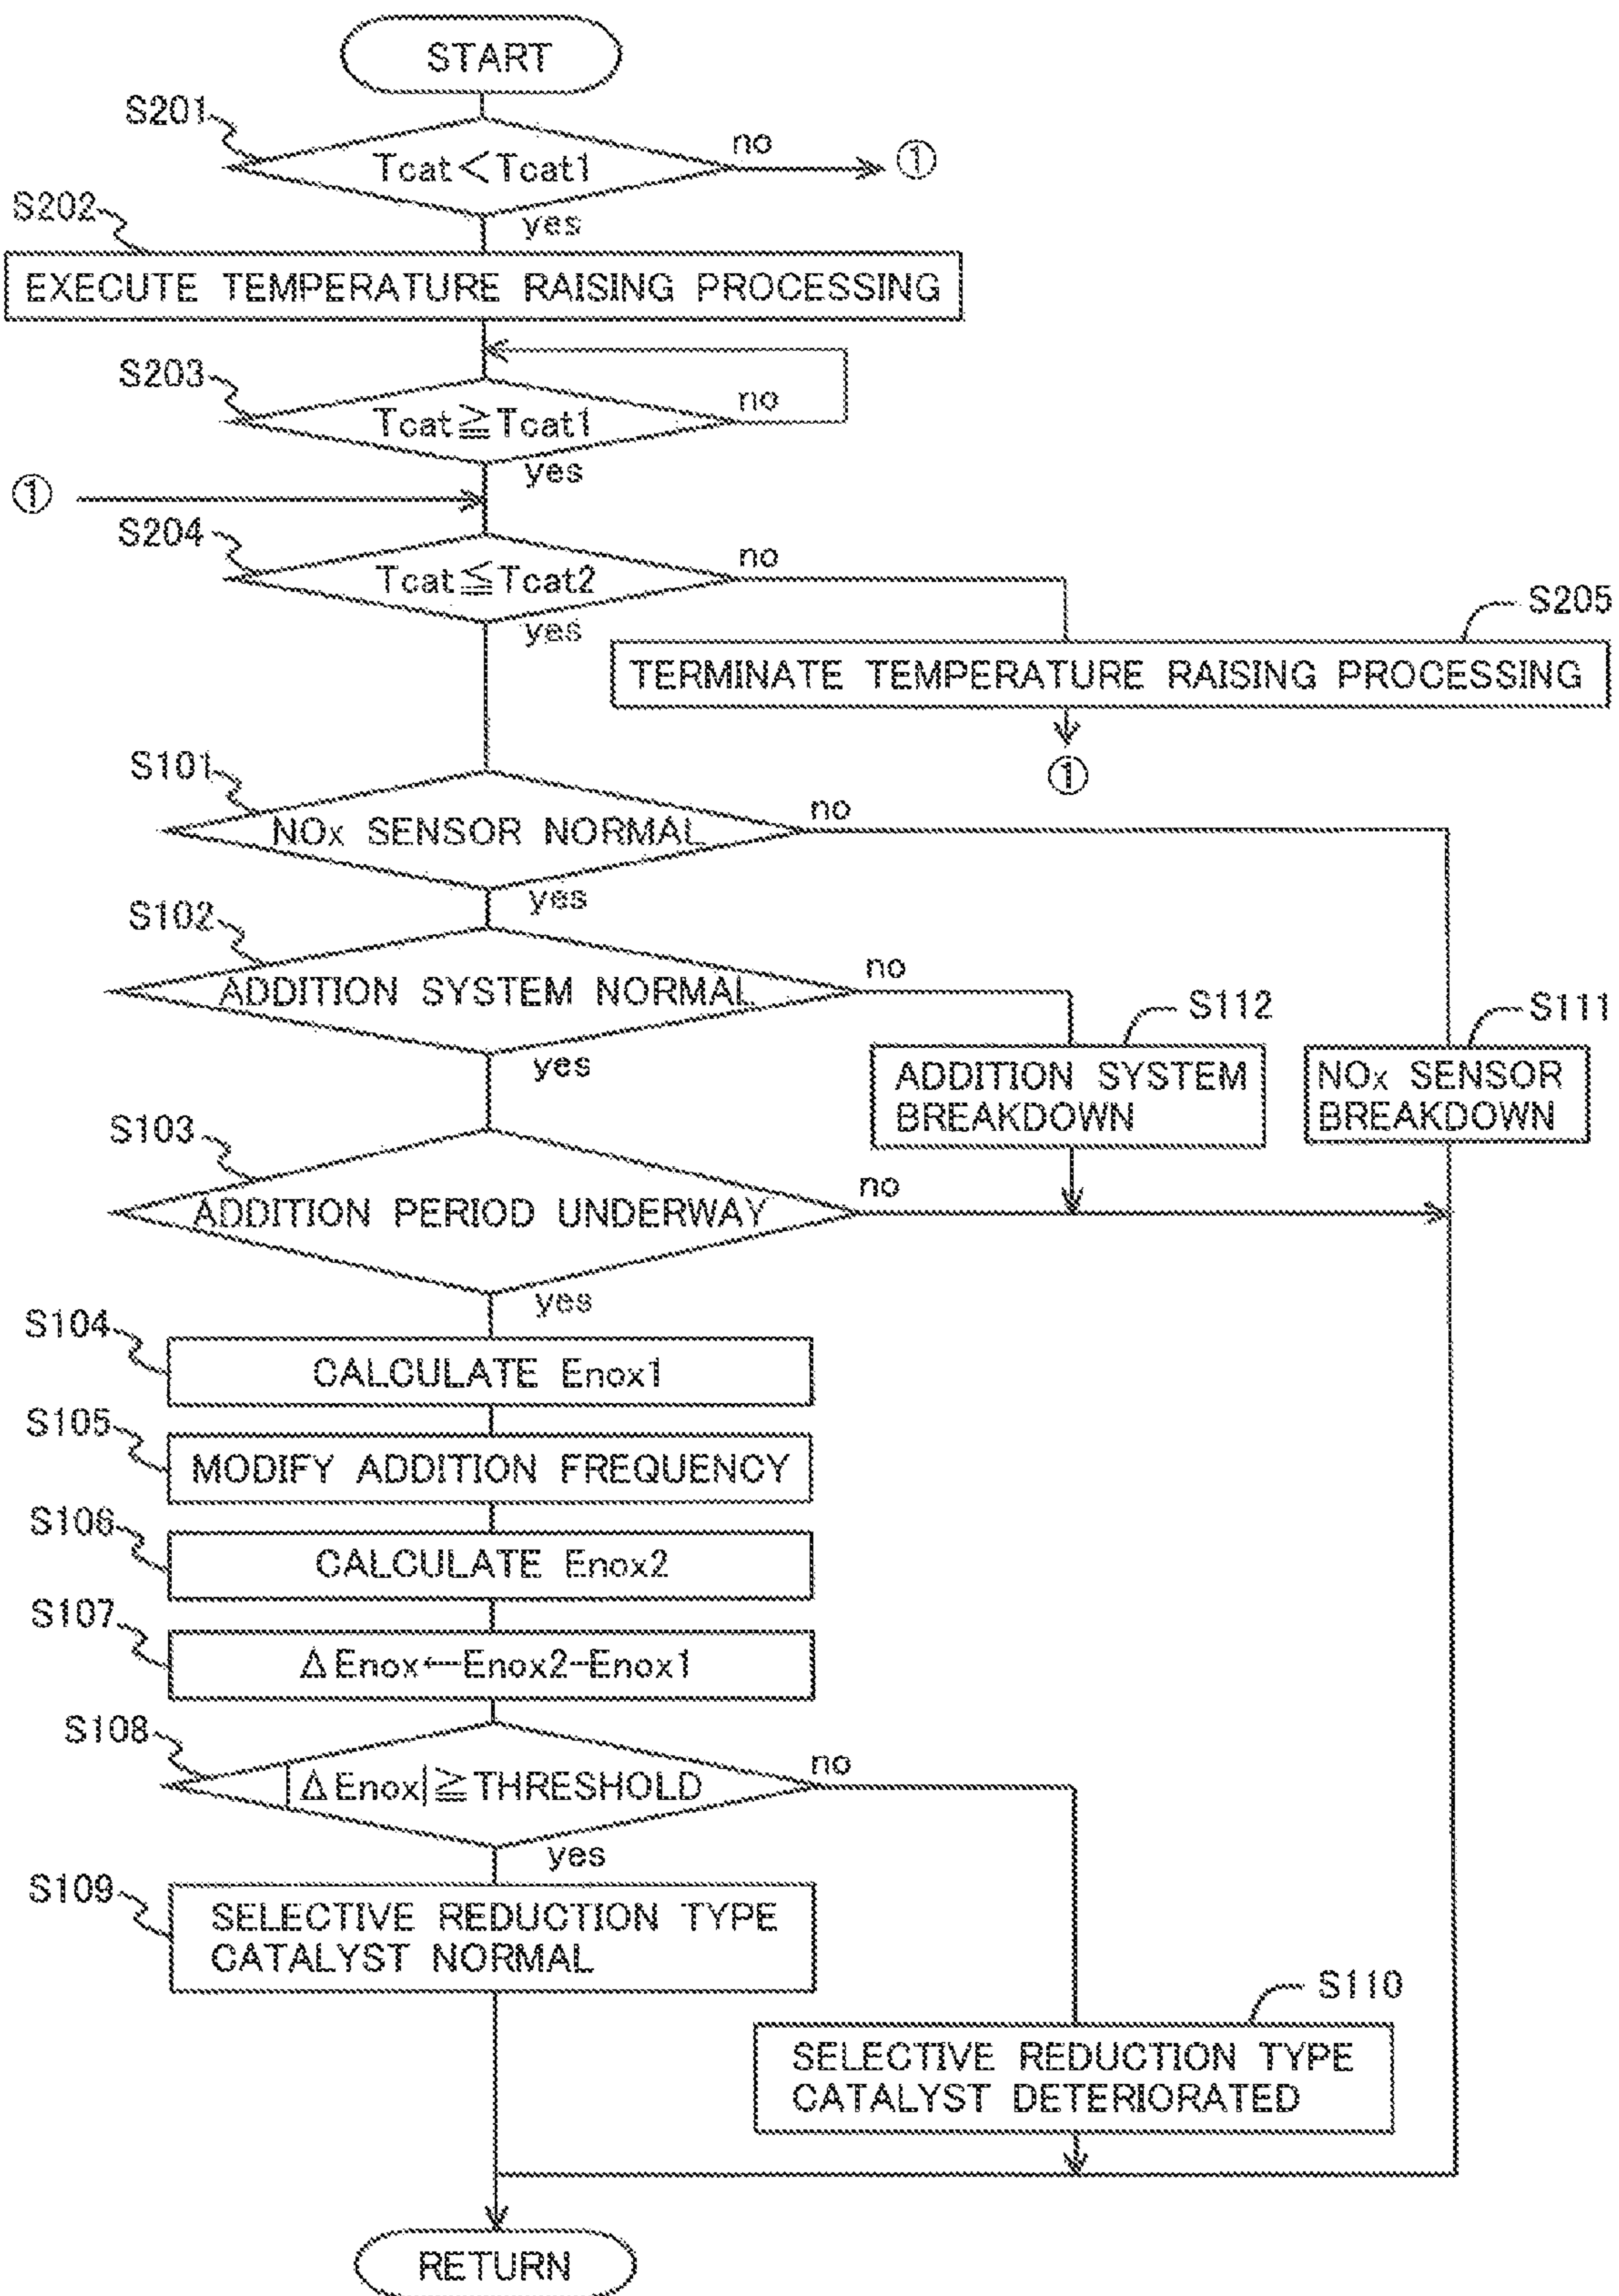 START
S201
Tcat<Tcat1
no
①
yes
S202
EXECUTE TEMPERATURE RAISING PROCESSING
S203
Tcat≧Tcat1
no
yes
①
S204
Tcat≦Tcat2
no
yes
S205
TERMINATE TEMPERATURE RAISING PROCESSING
①
S101
NOx SENSOR NORMAL
no
yes
S102
ADDITION SYSTEM NORMAL
no
yes
S112
ADDITION SYSTEM
BREAKDOWN
S111
NOx SENSOR
BREAKDOWN
S103
ADDITION PERIOD UNDERWAY
no
yes
S104
CALCULATE Enox1
S105
MODIFY ADDITION FREQUENCY
S106
CALCULATE Enox2
S107
ΔEnox←Enox2-Enox1
S108
|ΔEnox|≧THRESHOLD
no
yes
S109
SELECTIVE REDUCTION TYPE
CATALYST NORMAL
S110
SELECTIVE REDUCTION TYPE
CATALYST DETERIORATED
RETURN